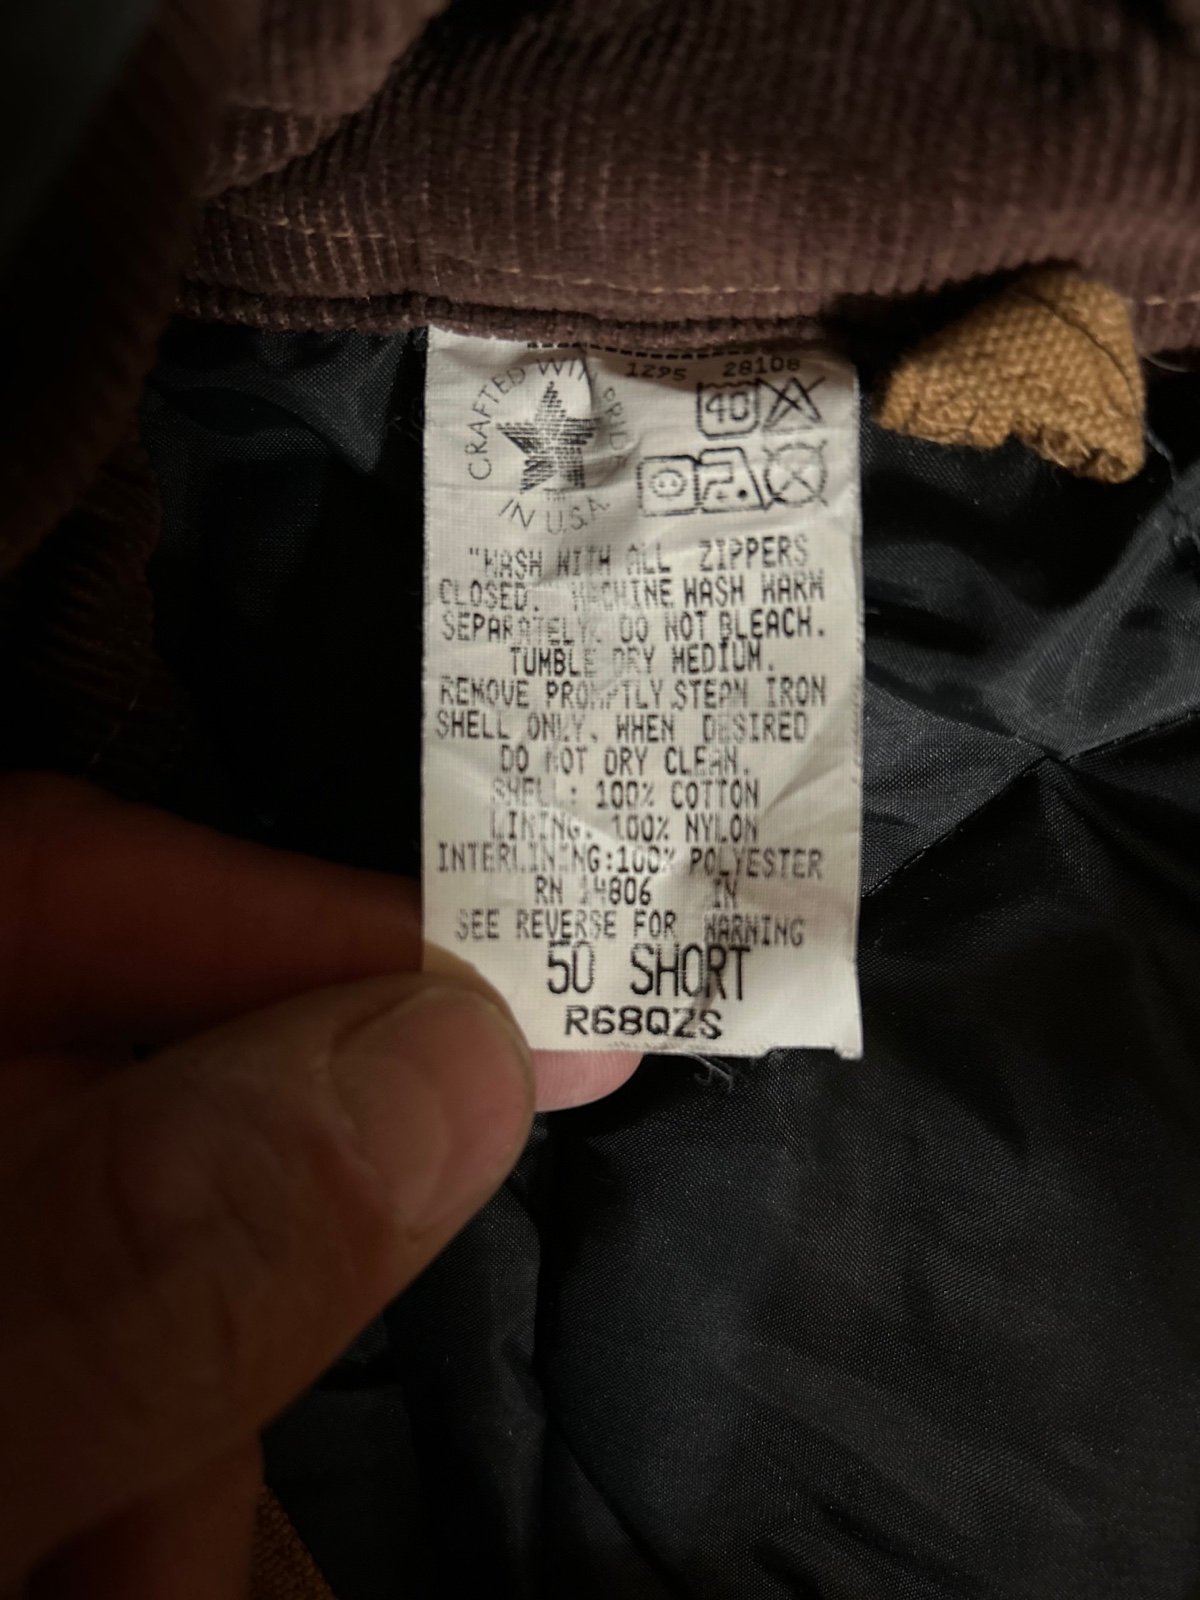 1295 28108
CRAFTED WITH PRIDE
IN U.S.A.
40
"WASH WITH ALL ZIPPERS
CLOSED. MACHINE WASH WARM
SEPARATELY. DO NOT BLEACH.
TUMBLE DRY MEDIUM.
REMOVE PROMPTLY.STEAM IRON
SHELL ONLY, WHEN DESIRED
DO NOT DRY CLEAN.
SHELL: 100% COTTON
LINING: 100% NYLON
INTERLINING:100% POLYESTER
RN 14806 IN
SEE REVERSE FOR WARNING
50 SHORT
R68QZS